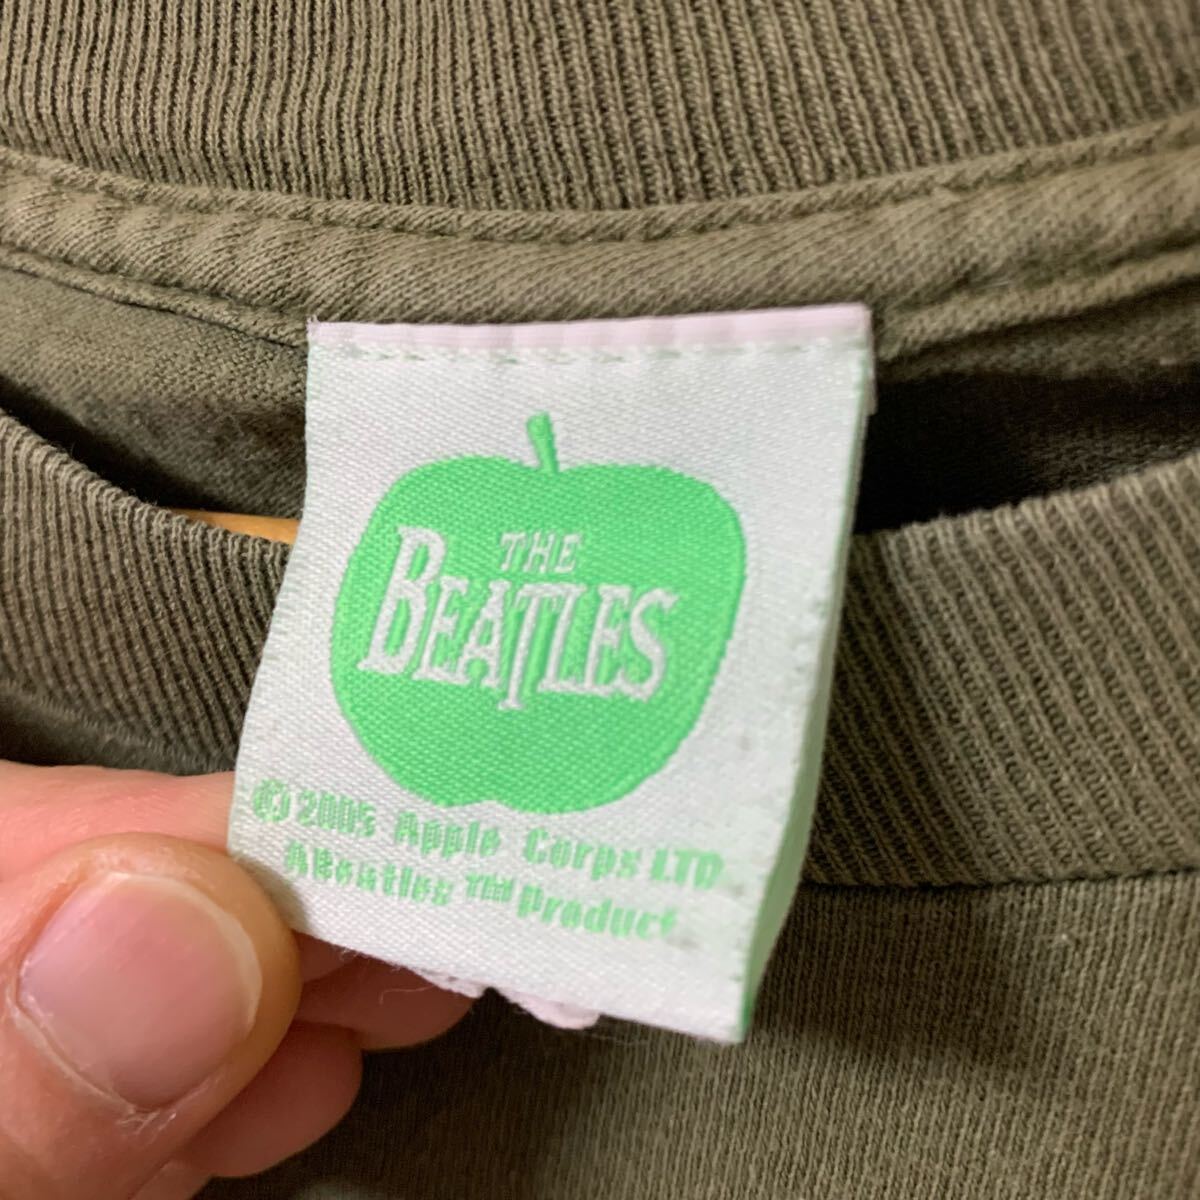 THE
BEATLES
© 2005 Apple Corps LTD
A Beatles ™ Product